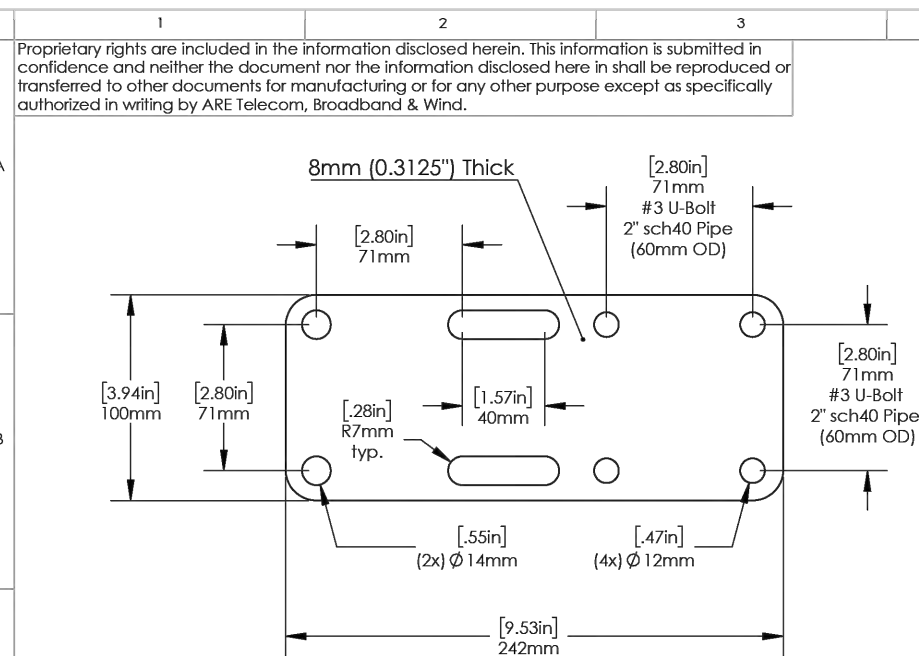 1
2
3
Proprietary rights are included in the information disclosed herein. This information is submitted in
confidence and neither the document nor the information disclosed here in shall be reproduced or
transferred to other documents for manufacturing or for any other purpose except as specifically
authorized in writing by ARE Telecom, Broadband & Wind.
A
8mm (0.3125") Thick
[2.80in]
71mm
#3 U-Bolt
2" sch40 Pipe
(60mm OD)
[2.80in]
71mm
[2.80in]
71mm
#3 U-Bolt
2" sch40 Pipe
(60mm OD)
[3.94in]
100mm
[2.80in]
71mm
[1.57in]
40mm
[.28in]
R7mm
typ.
B
[.55in]
(2x) Ø 14mm
[.47in]
(4x) Ø 12mm
[9.53in]
242mm